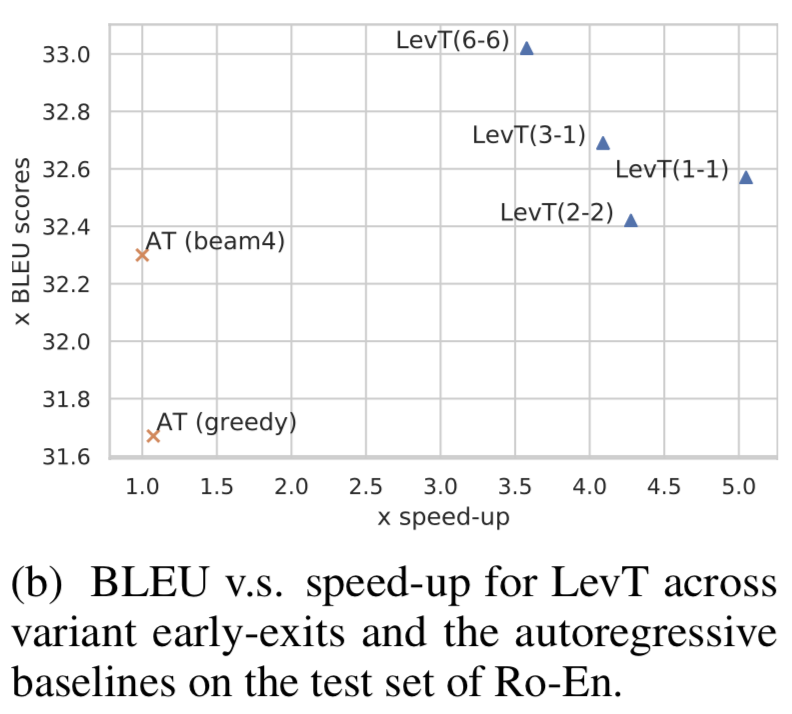 33.0
32.8
32.6
32.4
32.2
32.0
31.8
31.6
x BLEU scores
LevT(6-6)
LevT(3-1)
LevT(1-1)
LevT(2-2)
AT (beam4)
AT (greedy)
1.0 1.5 2.0 2.5 3.0 3.5 4.0 4.5 5.0
x speed-up
(b) BLEU v.s. speed-up for LevT across
variant early-exits and the autoregressive
baselines on the test set of Ro-En.